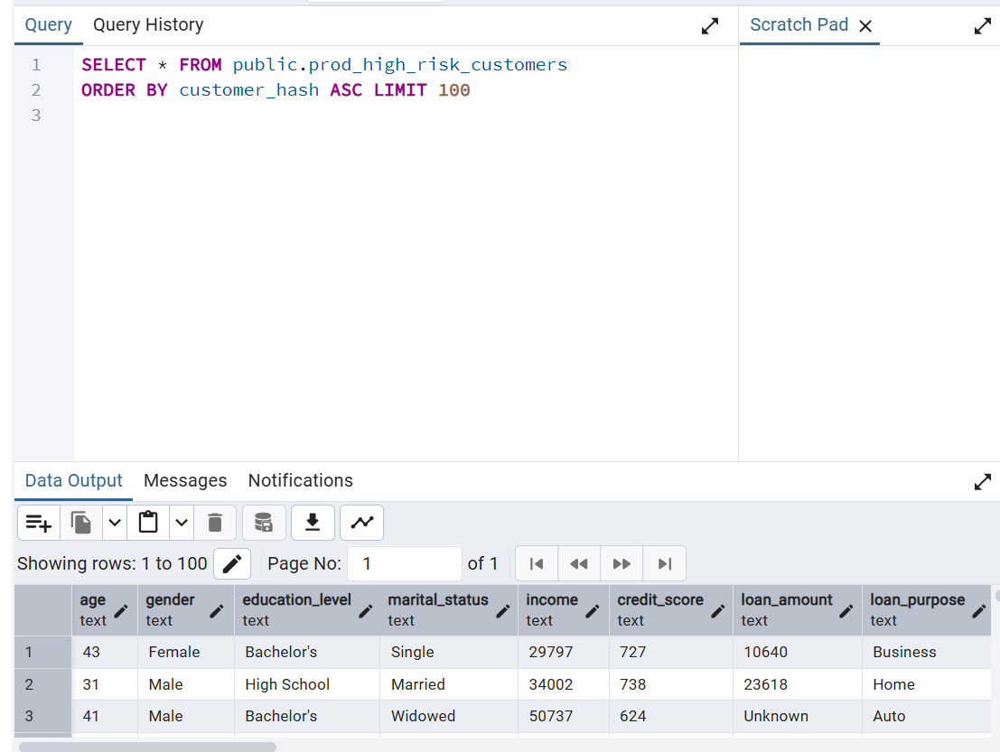 Query Query History Scratch Pad
1 SELECT * FROM public.prod_high_risk_customers
2 ORDER BY customer_hash ASC LIMIT 100
3
Data Output Messages Notifications
Showing rows: 1 to 100 Page No: 1 of 1
age gender education_level marital_status income credit_score loan_amount loan_purpose
text text text text text text text text
1 43 Female Bachelor's Single 29797 727 10640 Business
2 31 Male High School Married 34002 738 23618 Home
3 41 Male Bachelor's Widowed 50737 624 Unknown Auto